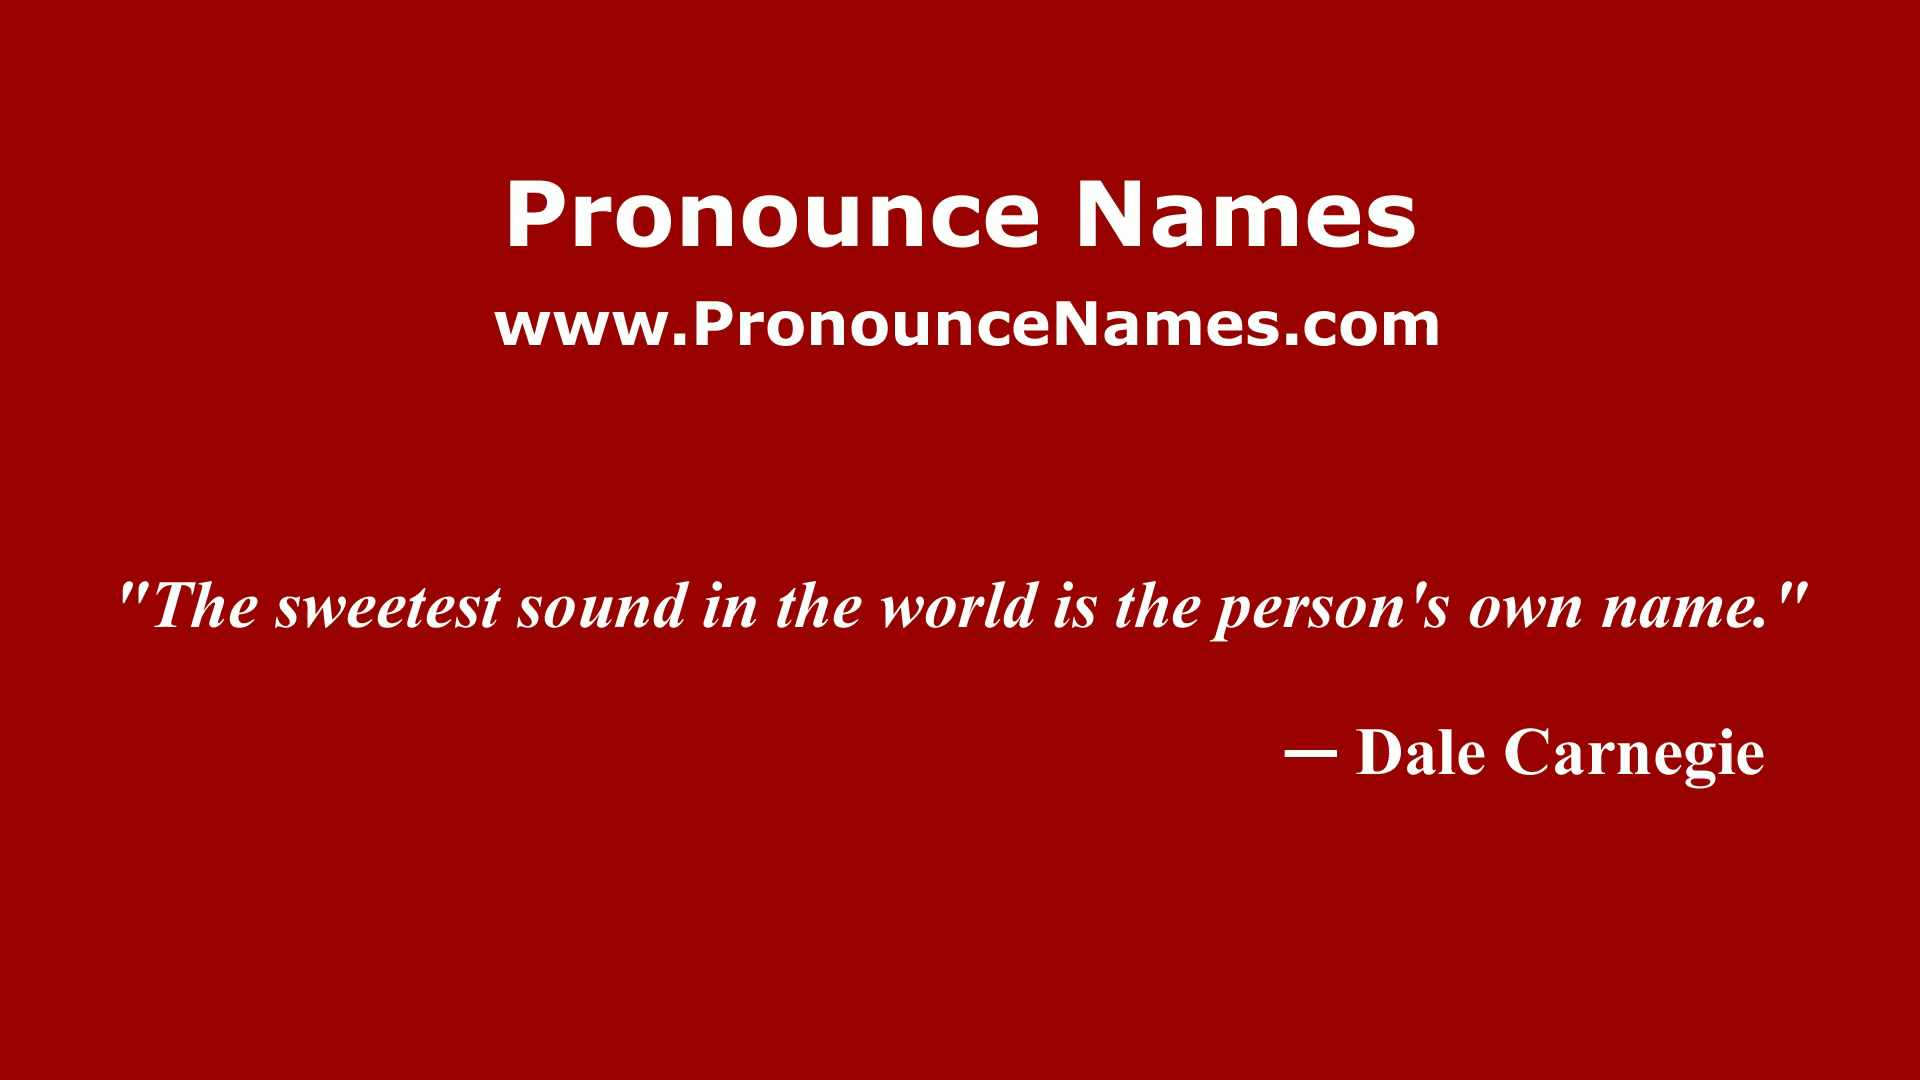 Pronounce Names
www.PronounceNames.com
"The sweetest sound in the world is the person's own name."
— Dale Carnegie